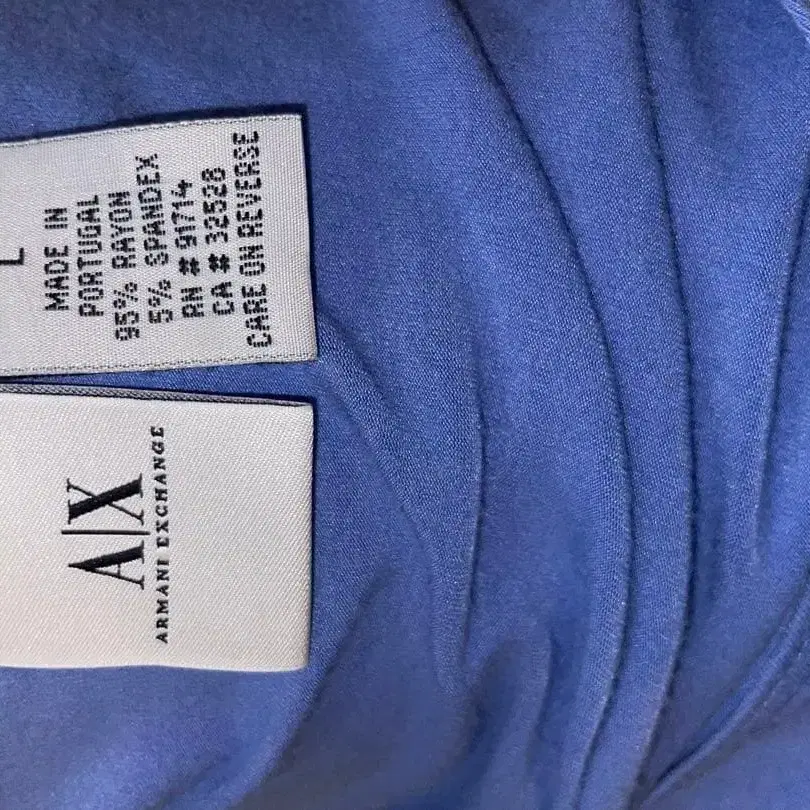 L
MADE IN
PORTUGAL
95% RAYON
5% SPANDEX
RN # 91714
CA # 32528
CARE ON REVERSE
A|X
ARMANI EXCHANGE